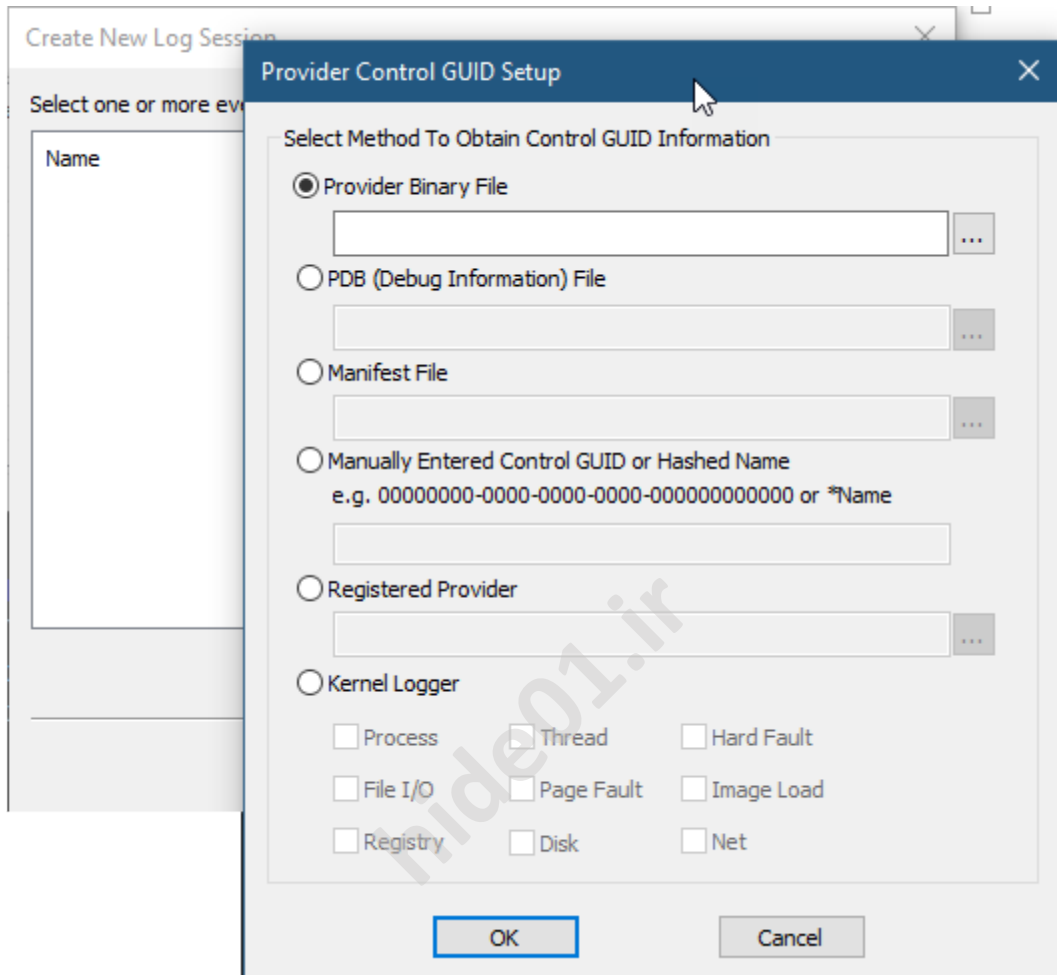 Create New Log Session
Provider Control GUID Setup
Select one or more eve
Name
Select Method To Obtain Control GUID Information
Provider Binary File
...
PDB (Debug Information) File
...
Manifest File
...
Manually Entered Control GUID or Hashed Name
e.g. 00000000-0000-0000-0000-000000000000 or *Name
Registered Provider
...
Kernel Logger
Process Thread Hard Fault
File I/O Page Fault Image Load
Registry Disk Net
hide01.ir
OK Cancel